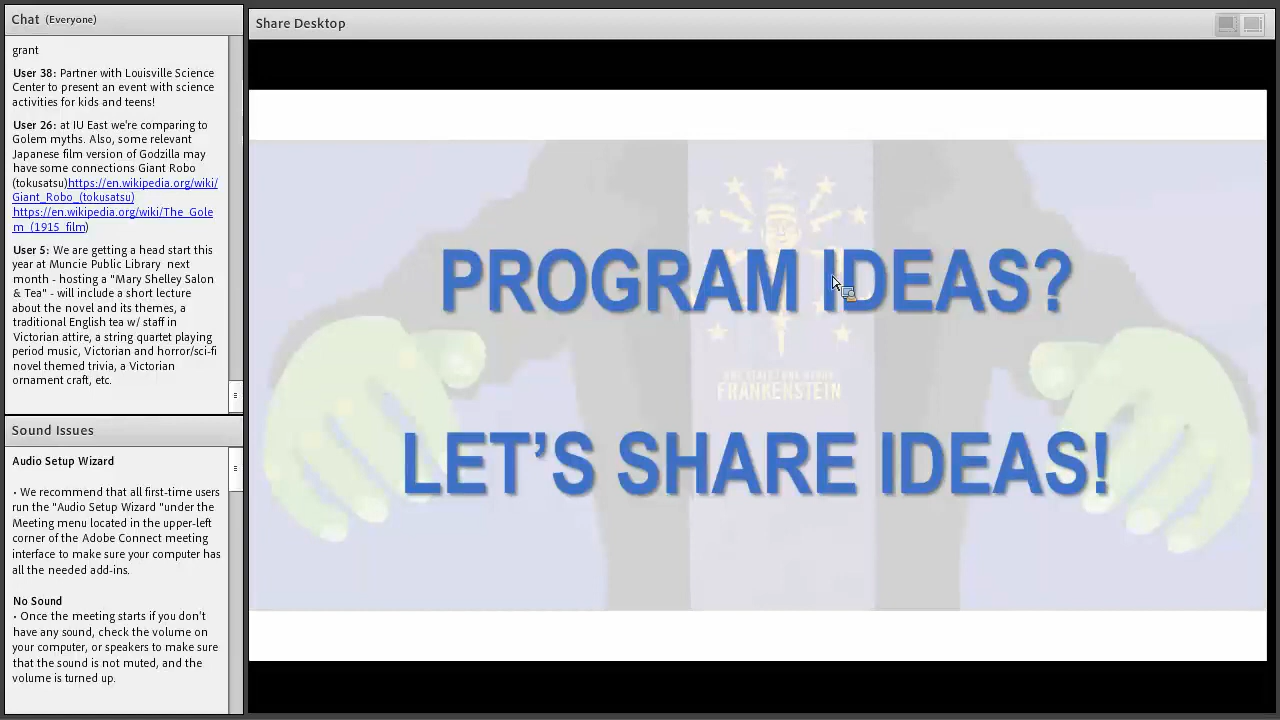 Chat (Everyone)
grant
User 38: Partner with Louisville Science
Center to present an event with science
activities for kids and teens!
User 26: at IU East we're comparing to
Golem myths. Also, some relevant
Japanese film version of Godzilla may
have some connections Giant Robo
(tokusatsu)https://en.wikipedia.org/wiki/
Giant_Robo_(tokusatsu)
https://en.wikipedia.org/wiki/The_Gole
m_(1915_film)
User 5: We are getting a head start this
year at Muncie Public Library next
month - hosting a "Mary Shelley Salon
& Tea" - will include a short lecture
about the novel and its themes, a
traditional English tea w/ staff in
Victorian attire, a string quartet playing
period music, Victorian and horror/sci-fi
novel themed trivia, a Victorian
ornament craft, etc.
Sound Issues
Audio Setup Wizard
• We recommend that all first-time users
run the "Audio Setup Wizard "under the
Meeting menu located in the upper-left
corner of the Adobe Connect meeting
interface to make sure your computer has
all the needed add-ins.
No Sound
• Once the meeting starts if you don't
have any sound, check the volume on
your computer, or speakers to make sure
that the sound is not muted, and the
volume is turned up.
Share Desktop
PROGRAM IDEAS?
FRANKENSTEIN
LET'S SHARE IDEAS!